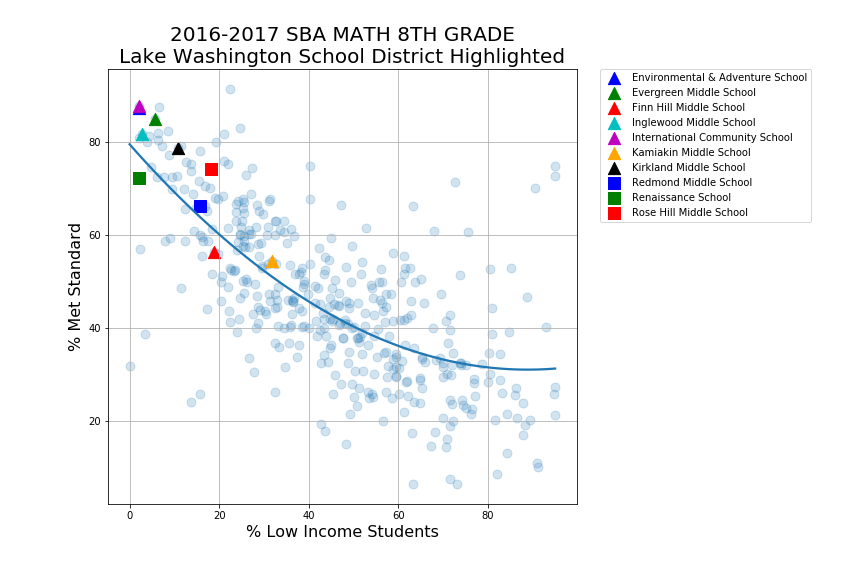 2016-2017 SBA MATH 8TH GRADE
Lake Washington School District Highlighted
Environmental & Adventure School
Evergreen Middle School
Finn Hill Middle School
Inglewood Middle School
International Community School
Kamiakin Middle School
Kirkland Middle School
Redmond Middle School
Renaissance School
Rose Hill Middle School
% Met Standard
80
60
40
20
0 20 40 60 80
% Low Income Students